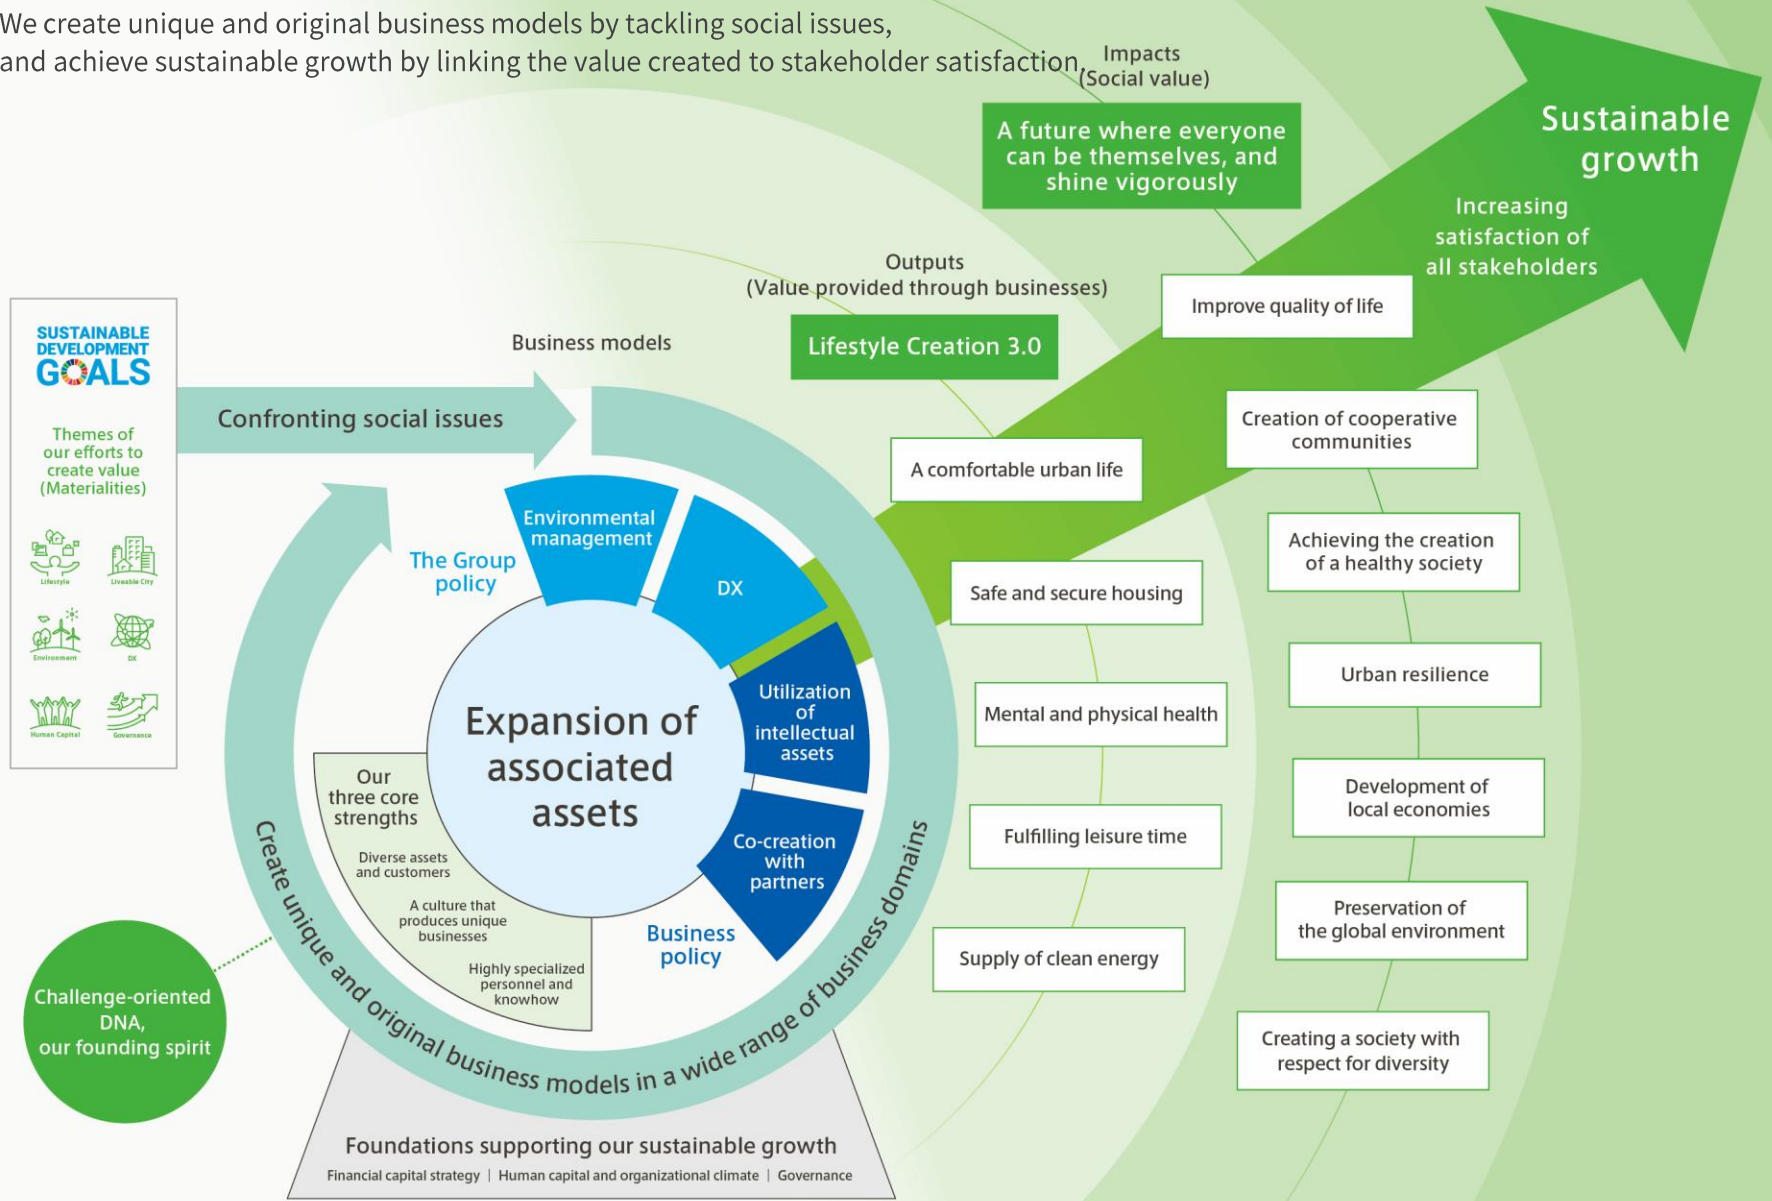 We create unique and original business models by tackling social issues,
and achieve sustainable growth by linking the value created to stakeholder satisfaction.
Impacts
(Social value)
A future where everyone
can be themselves, and
shine vigorously
Sustainable
growth
Increasing
satisfaction of
all stakeholders
Outputs
(Value provided through businesses)
Lifestyle Creation 3.0
Business models
SUSTAINABLE
DEVELOPMENT
GOALS
Themes of
our efforts to
create value
(Materialities)
Lifestyle
Liveable City
Environment
DX
Human Capital
Governance
Confronting social issues
The Group
policy
Environmental
management
DX
Utilization
of
intellectual
assets
Co-creation
with
partners
Business
policy
Expansion of
associated
assets
Our
three core
strengths
Diverse assets
and customers
A culture that
produces unique
businesses
Highly specialized
personnel and
knowhow
Create unique and original business models in a wide range of business domains
Challenge-oriented
DNA,
our founding spirit
Foundations supporting our sustainable growth
Financial capital strategy | Human capital and organizational climate | Governance
A comfortable urban life
Safe and secure housing
Mental and physical health
Fulfilling leisure time
Supply of clean energy
Improve quality of life
Creation of cooperative
communities
Achieving the creation
of a healthy society
Urban resilience
Development of
local economies
Preservation of
the global environment
Creating a society with
respect for diversity